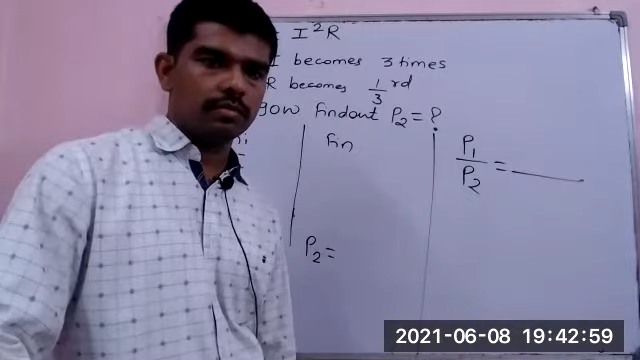 = I²R
I becomes 3 times
R becomes 1/3 rd
findout P₂ = ?
fin
P₁/P₂ =
P₂ =
2021-06-08 19:42:59